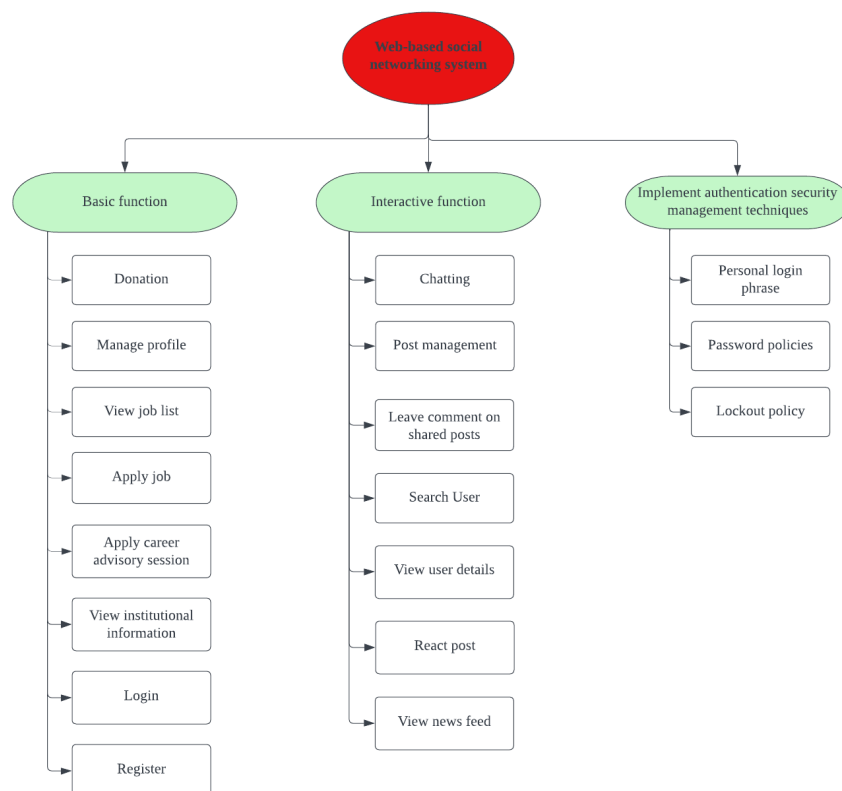 Web-based social
networking system
Basic function
Interactive function
Implement authentication security
management techniques
Donation
Manage profile
View job list
Apply job
Apply career
advisory session
View institutional
information
Login
Register
Chatting
Post management
Leave comment on
shared posts
Search User
View user details
React post
View news feed
Personal login
phrase
Password policies
Lockout policy